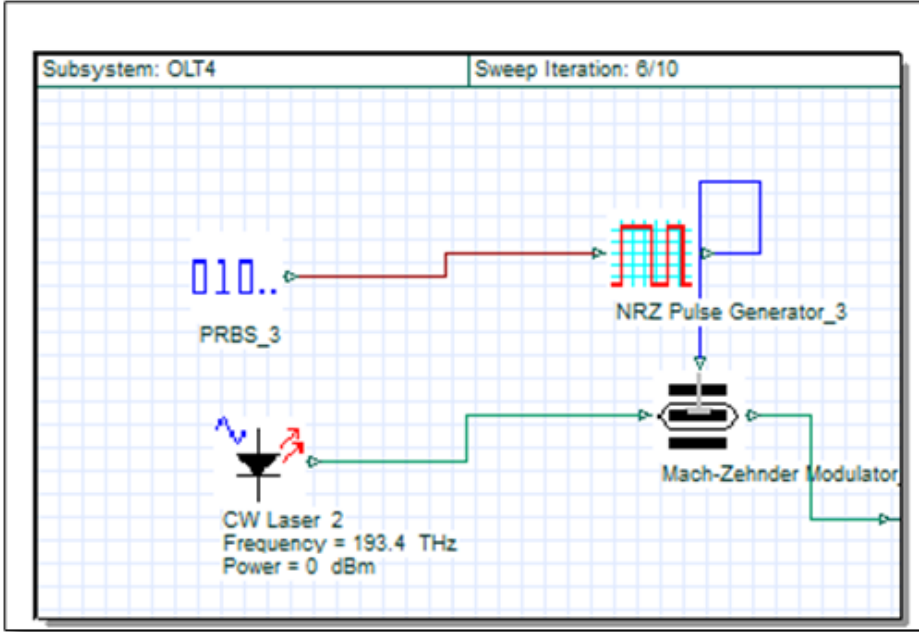 Subsystem: OLT4
Sweep Iteration: 6/10
010..
PRBS_3
NRZ Pulse Generator_3
Mach-Zehnder Modulator_
CW Laser 2
Frequency = 193.4 THz
Power = 0 dBm